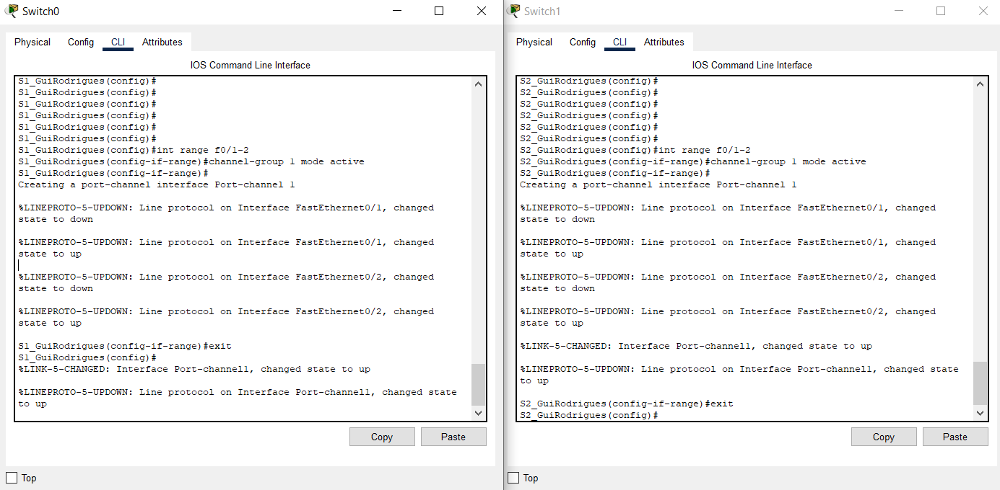 Switch0
Physical Config CLI Attributes
IOS Command Line Interface
S1_GuiRodrigues(config)#
S1_GuiRodrigues(config)#
S1_GuiRodrigues(config)#
S1_GuiRodrigues(config)#
S1_GuiRodrigues(config)#
S1_GuiRodrigues(config)#
S1_GuiRodrigues(config)#int range f0/1-2
S1_GuiRodrigues(config-if-range)#channel-group 1 mode active
S1_GuiRodrigues(config-if-range)#
Creating a port-channel interface Port-channel 1
%LINEPROTO-5-UPDOWN: Line protocol on Interface FastEthernet0/1, changed
state to down
%LINEPROTO-5-UPDOWN: Line protocol on Interface FastEthernet0/1, changed
state to up
%LINEPROTO-5-UPDOWN: Line protocol on Interface FastEthernet0/2, changed
state to down
%LINEPROTO-5-UPDOWN: Line protocol on Interface FastEthernet0/2, changed
state to up
S1_GuiRodrigues(config-if-range)#exit
S1_GuiRodrigues(config)#
%LINK-5-CHANGED: Interface Port-channel1, changed state to up
%LINEPROTO-5-UPDOWN: Line protocol on Interface Port-channel1, changed state
to up
Copy Paste
Top
Switch1
Physical Config CLI Attributes
IOS Command Line Interface
S2_GuiRodrigues(config)#
S2_GuiRodrigues(config)#
S2_GuiRodrigues(config)#
S2_GuiRodrigues(config)#
S2_GuiRodrigues(config)#
S2_GuiRodrigues(config)#
S2_GuiRodrigues(config)#int range f0/1-2
S2_GuiRodrigues(config-if-range)#channel-group 1 mode active
S2_GuiRodrigues(config-if-range)#
Creating a port-channel interface Port-channel 1
%LINEPROTO-5-UPDOWN: Line protocol on Interface FastEthernet0/1, changed
state to down
%LINEPROTO-5-UPDOWN: Line protocol on Interface FastEthernet0/1, changed
state to up
%LINEPROTO-5-UPDOWN: Line protocol on Interface FastEthernet0/2, changed
state to down
%LINEPROTO-5-UPDOWN: Line protocol on Interface FastEthernet0/2, changed
state to up
%LINK-5-CHANGED: Interface Port-channel1, changed state to up
%LINEPROTO-5-UPDOWN: Line protocol on Interface Port-channel1, changed state
to up
S2_GuiRodrigues(config-if-range)#exit
S2_GuiRodrigues(config)#
Copy Paste
Top